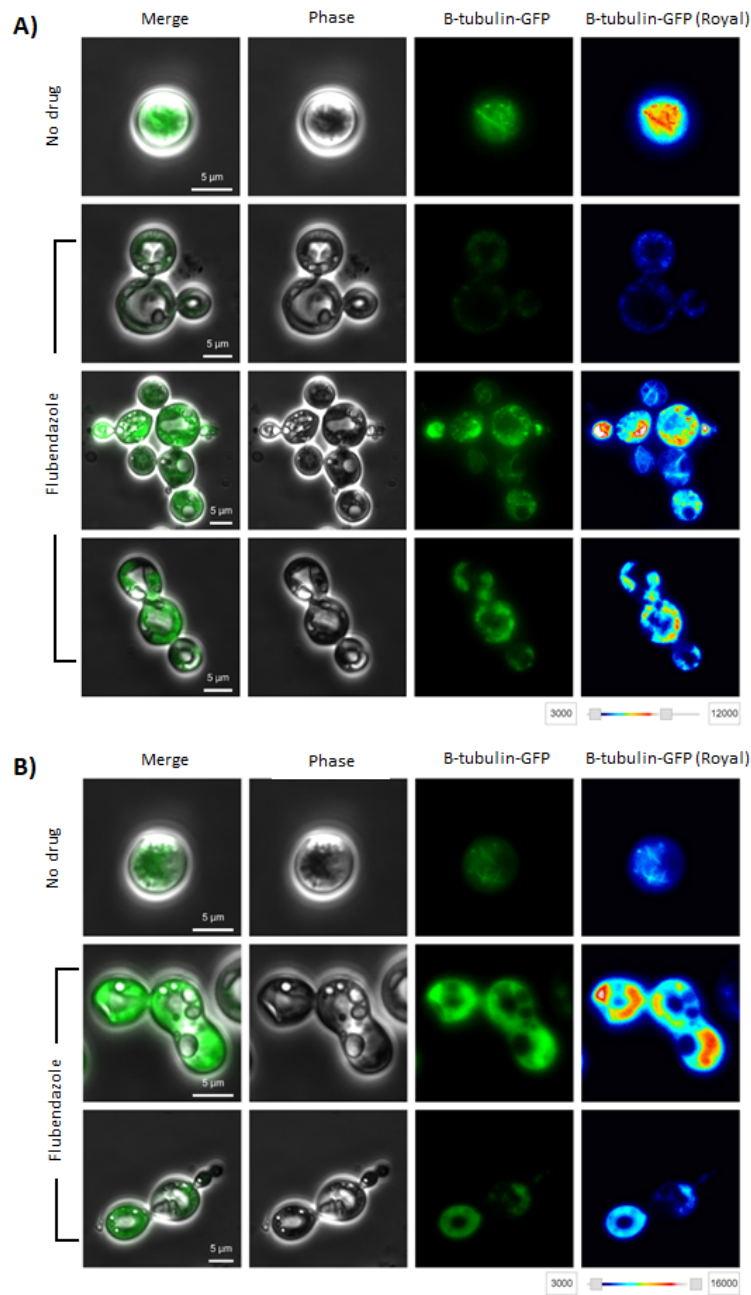 A)
Merge Phase B-tubulin-GFP B-tubulin-GFP (Royal)
No drug
5 µm
Flubendazole
5 µm
5 µm
5 µm
3000 12000
B)
Merge Phase B-tubulin-GFP B-tubulin-GFP (Royal)
No drug
5 µm
Flubendazole
5 µm
5 µm
3000 16000